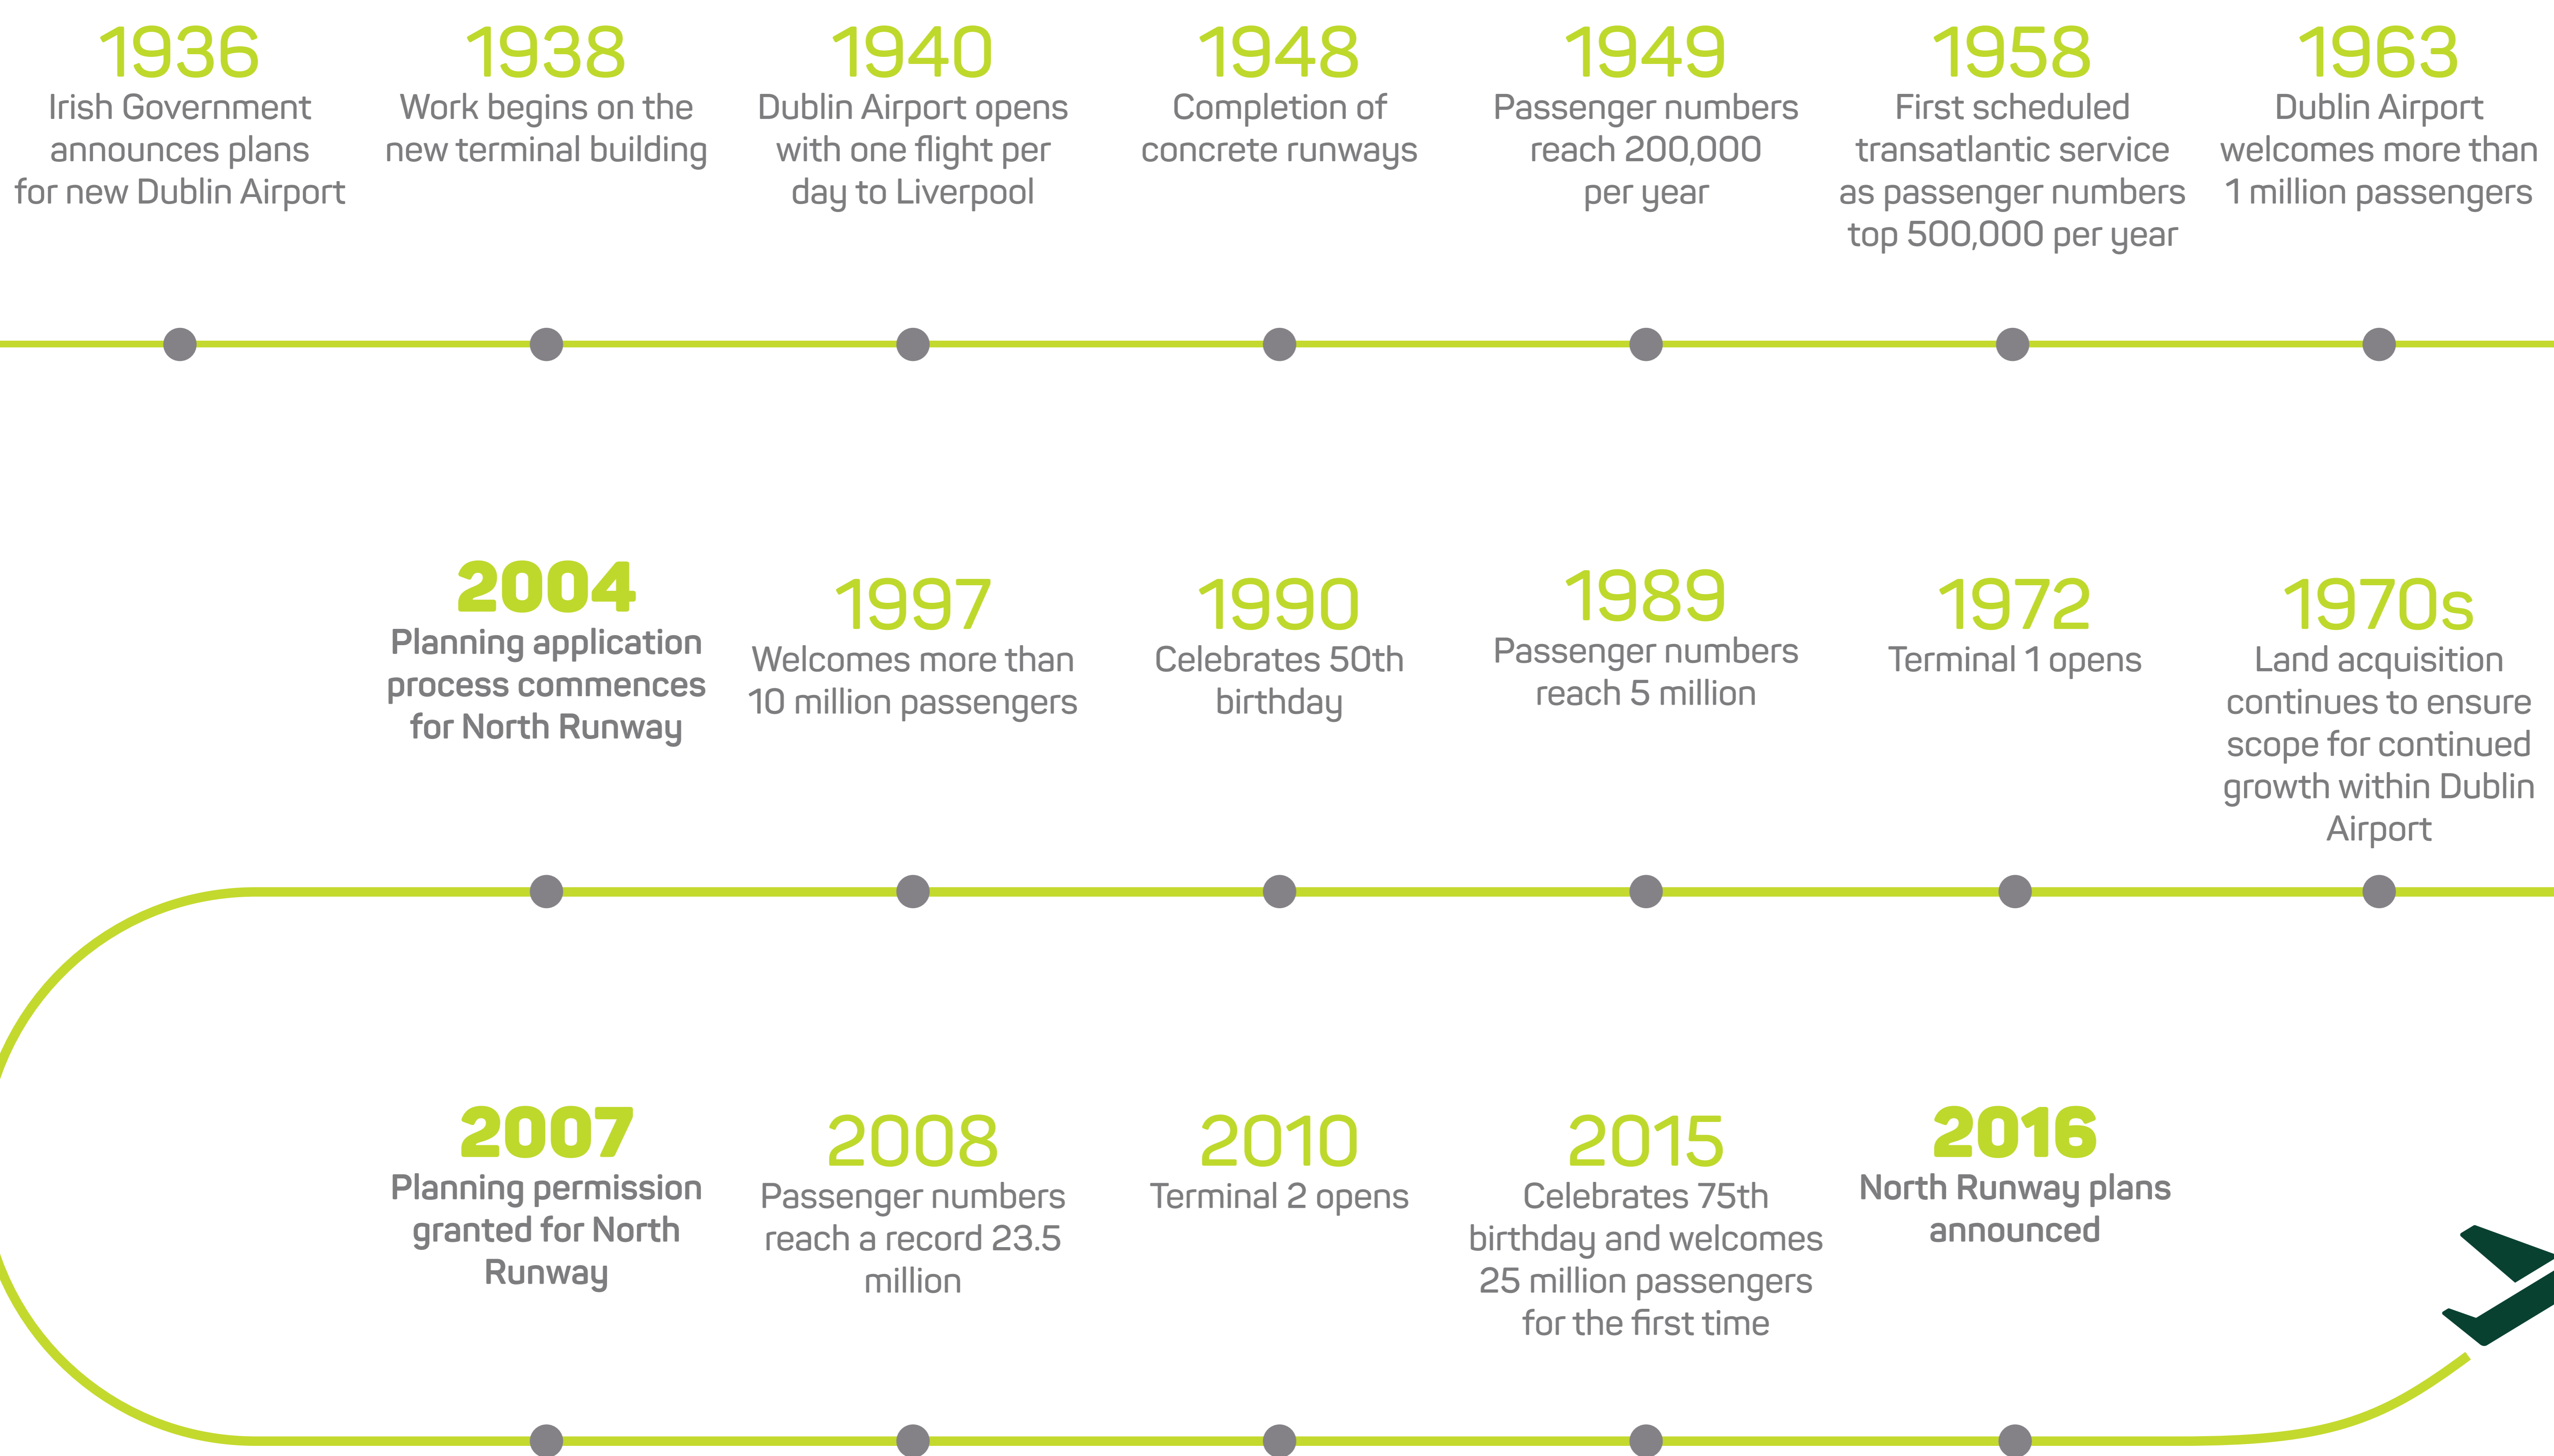 1936
Irish Government
announces plans
for new Dublin Airport
1938
Work begins on the
new terminal building
1940
Dublin Airport opens
with one flight per
day to Liverpool
1948
Completion of
concrete runways
1949
Passenger numbers
reach 200,000
per year
1958
First scheduled
transatlantic service
as passenger numbers
top 500,000 per year
1963
Dublin Airport
welcomes more than
1 million passengers
1970s
Land acquisition
continues to ensure
scope for continued
growth within Dublin
Airport
1972
Terminal 1 opens
1989
Passenger numbers
reach 5 million
1990
Celebrates 50th
birthday
1997
Welcomes more than
10 million passengers
2004
Planning application
process commences
for North Runway
2007
Planning permission
granted for North
Runway
2008
Passenger numbers
reach a record 23.5
million
2010
Terminal 2 opens
2015
Celebrates 75th
birthday and welcomes
25 million passengers
for the first time
2016
North Runway plans
announced